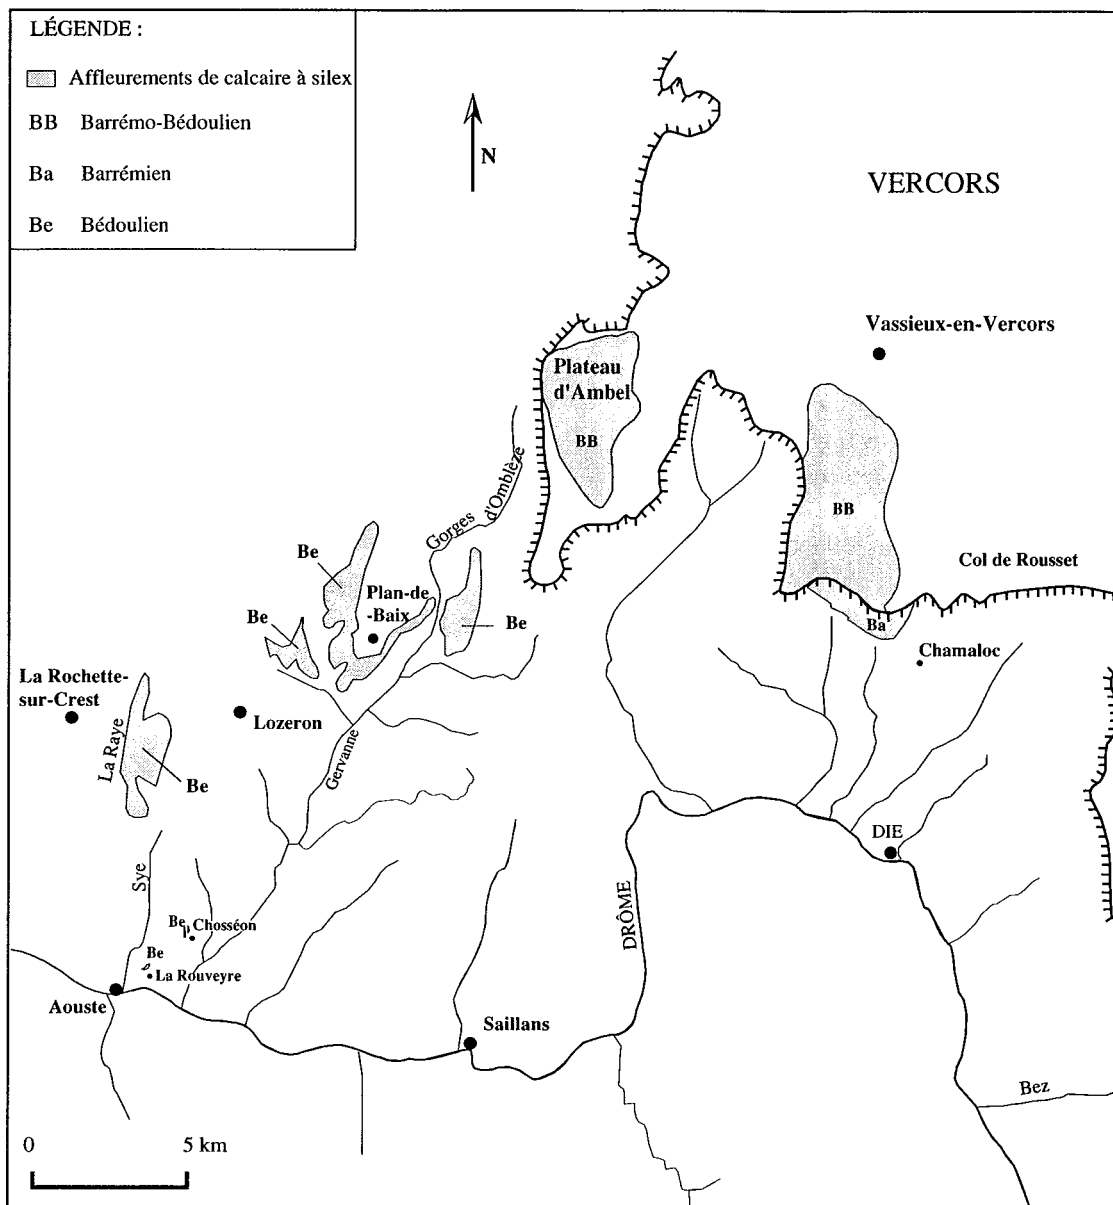 LÉGENDE :
Affleurements de calcaire à silex
BB Barrémo-Bédoulien
Ba Barrémien
Be Bédoulien
N
VERCORS
Vassieux-en-Vercors
Plateau
d'Ambel
BB
BB
Gorges d'Omblèze
Col de Rousset
Be
Plan-de
-Baix
Be
Be
Ba
Chamaloc
La Rochette-
sur-Crest
Lozeron
La Raye
Be
Gervanne
DIE
Sye
Be Chosséon
Be
La Rouveyre
DRÔME
Aouste
Saillans
Bez
0 5 km